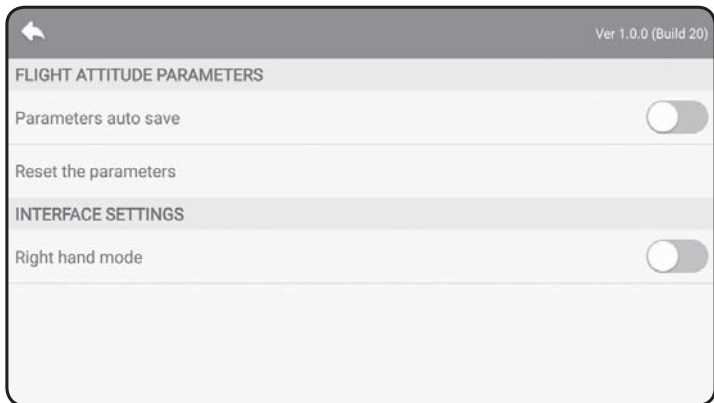 Ver 1.0.0 (Build 20)
FLIGHT ATTITUDE PARAMETERS
Parameters auto save
Reset the parameters
INTERFACE SETTINGS
Right hand mode